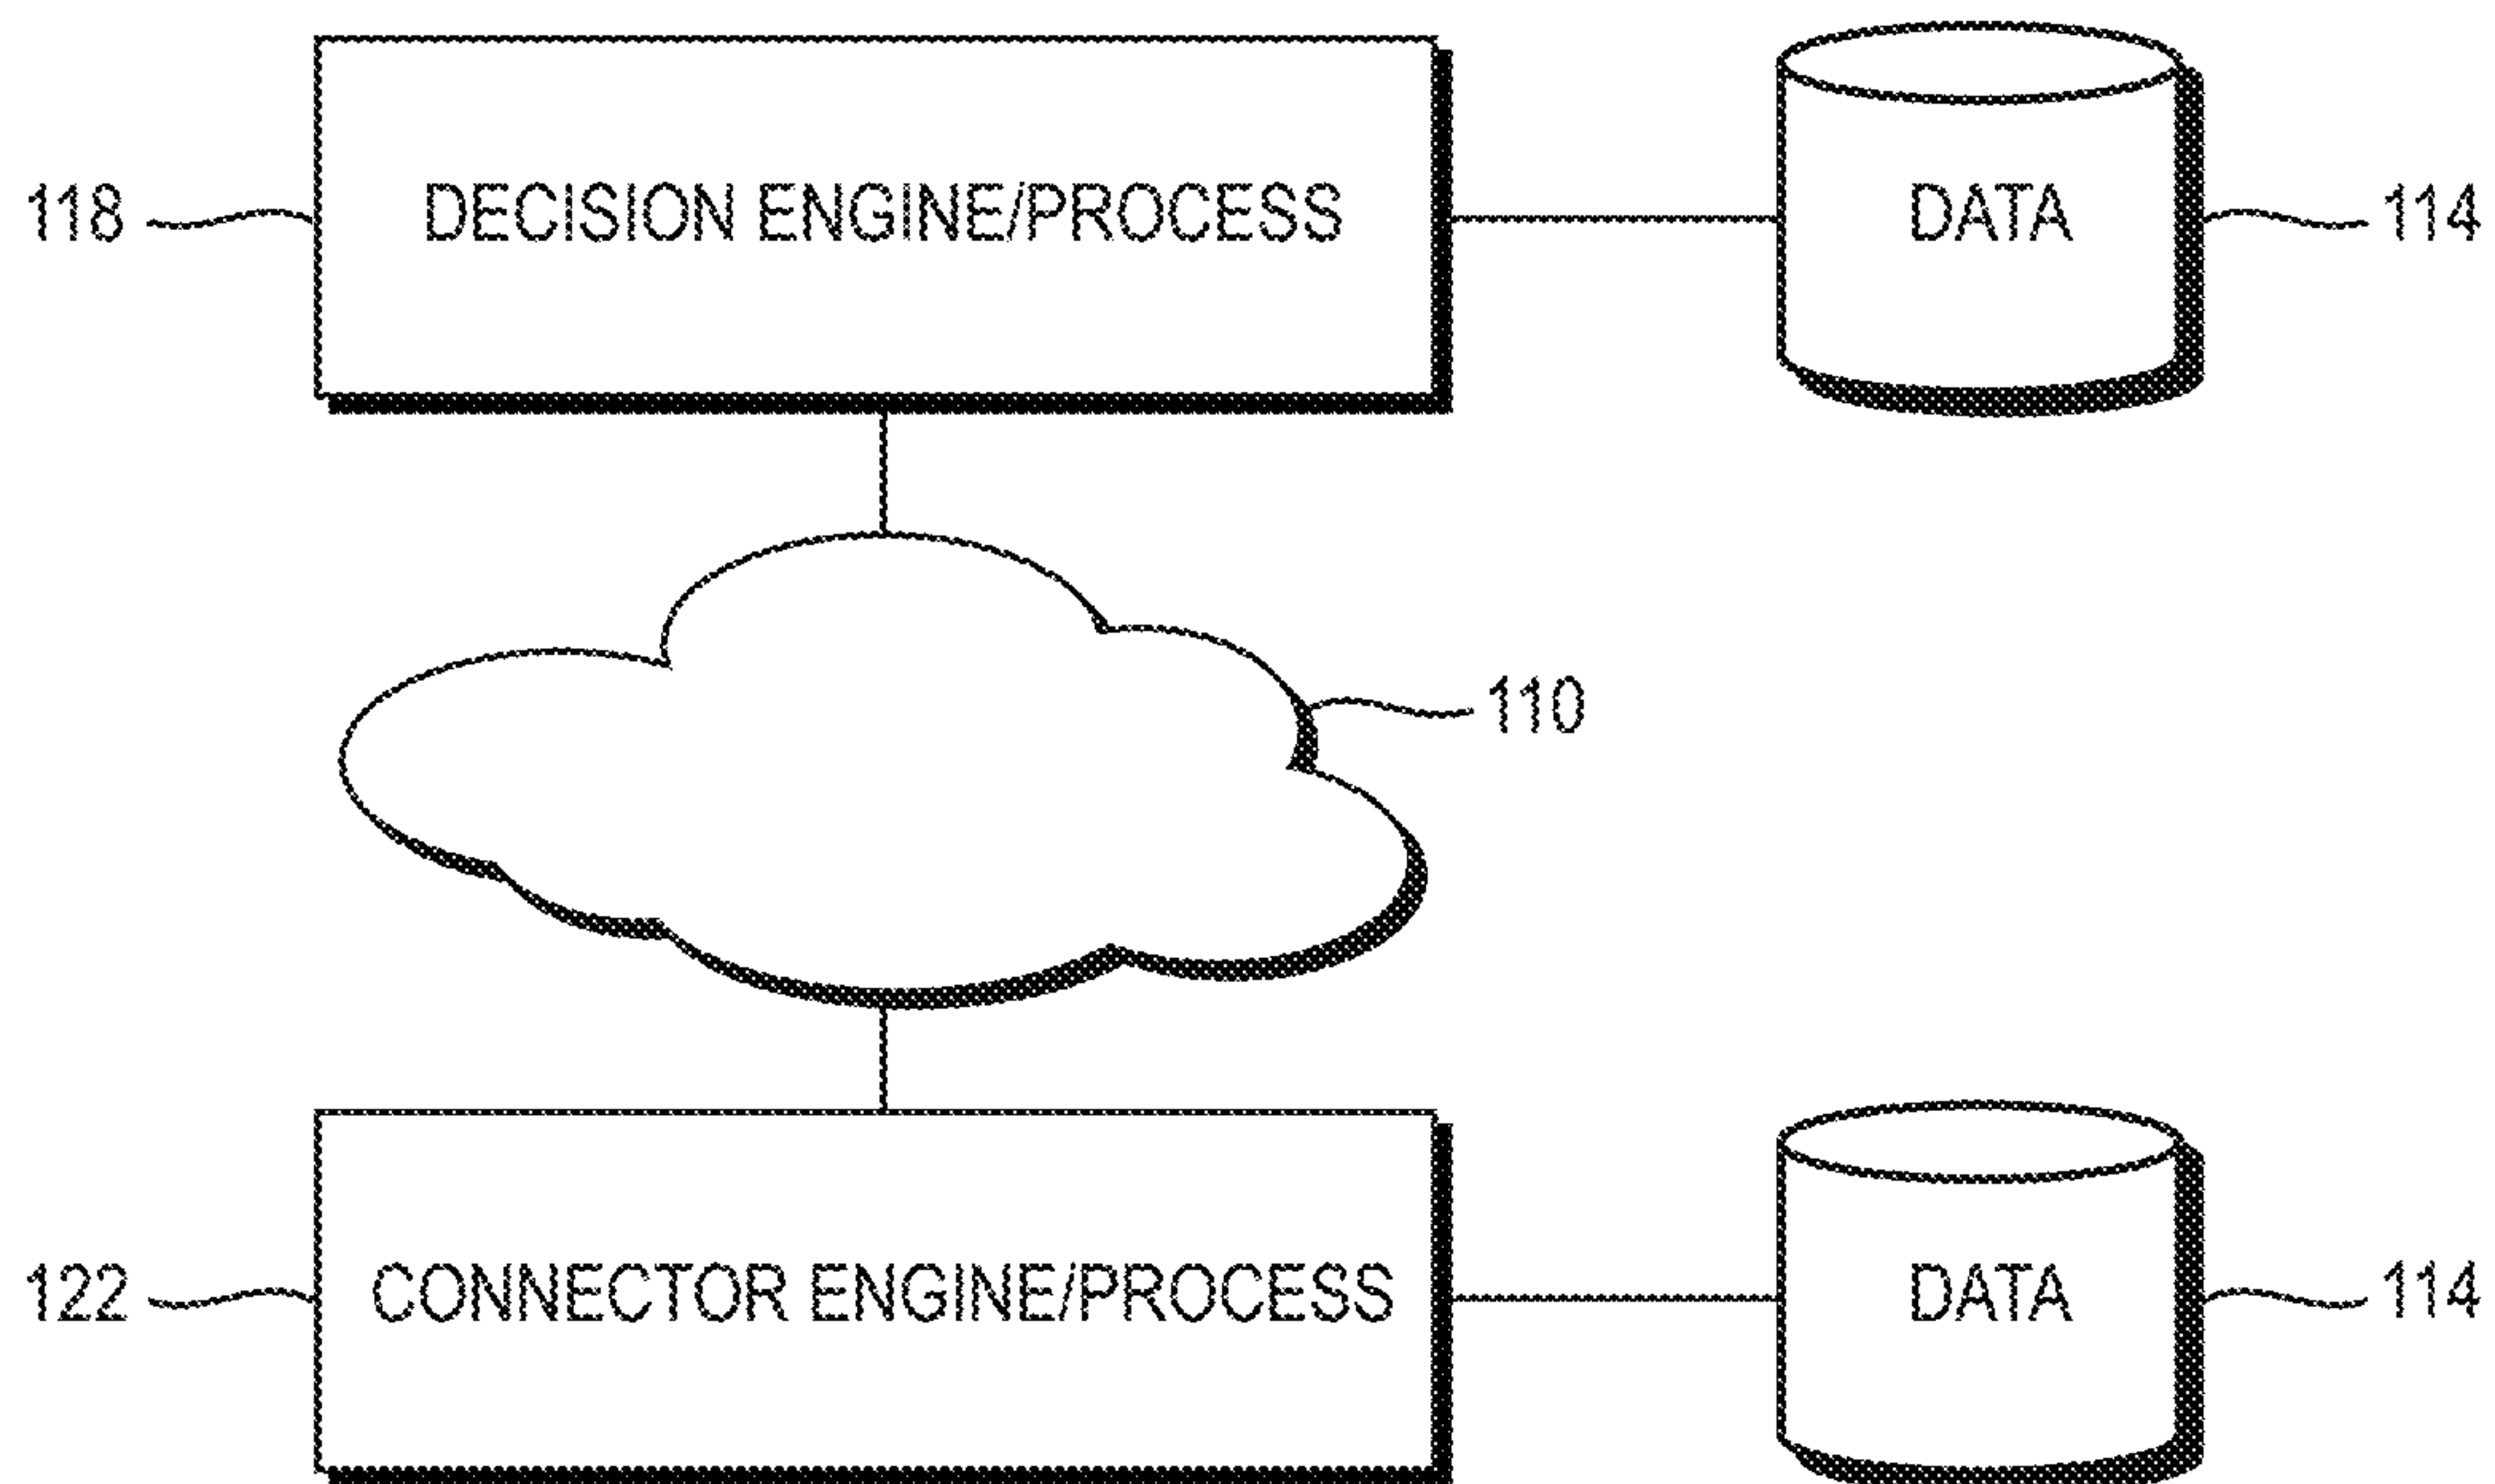 118 DECISION ENGINE/PROCESS DATA 114
110
122 CONNECTOR ENGINE/PROCESS DATA 114